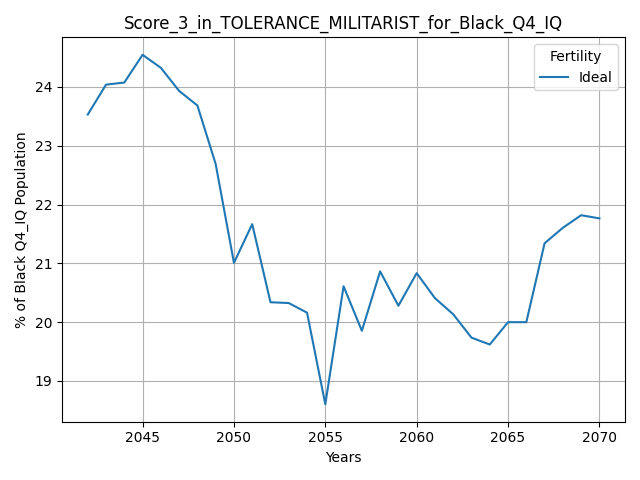 Score_3_in_TOLERANCE_MILITARIST_for_Black_Q4_IQ
Fertility
Ideal
% of Black Q4_IQ Population
24
23
22
21
20
19
2045 2050 2055 2060 2065 2070
Years